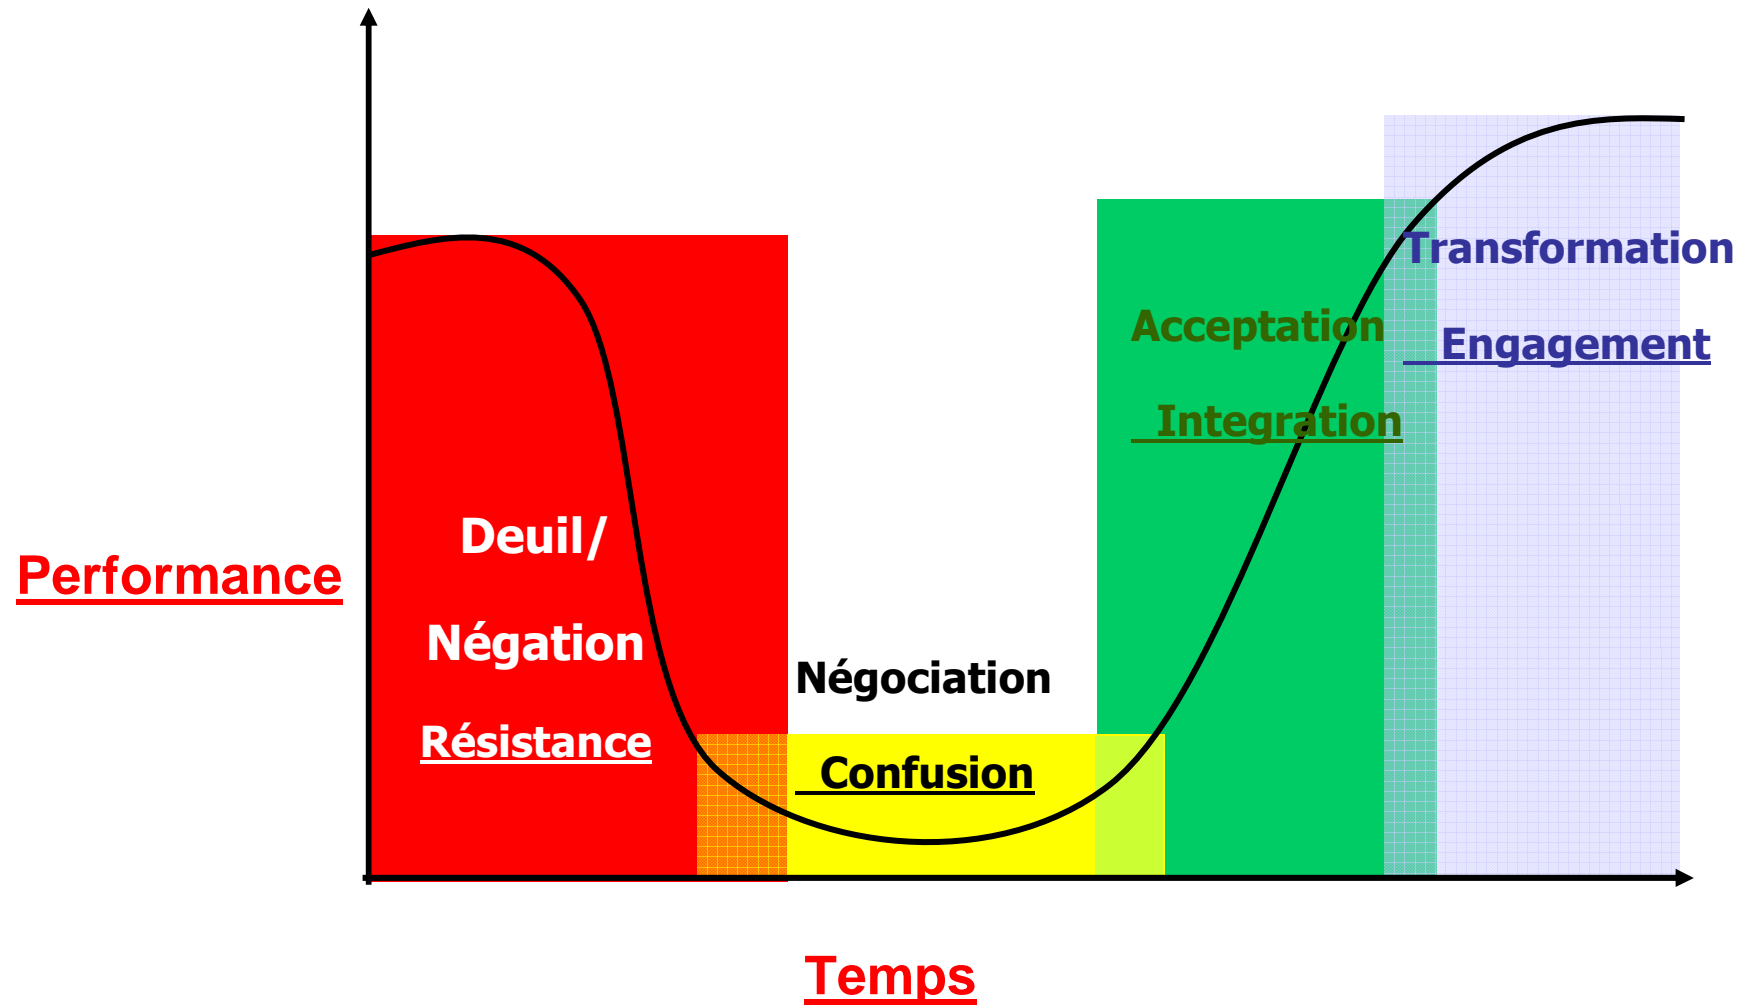 Performance
Deuil/
Négation
Résistance
Négociation
Confusion
Acceptation
Integration
Transformation
Engagement
Temps